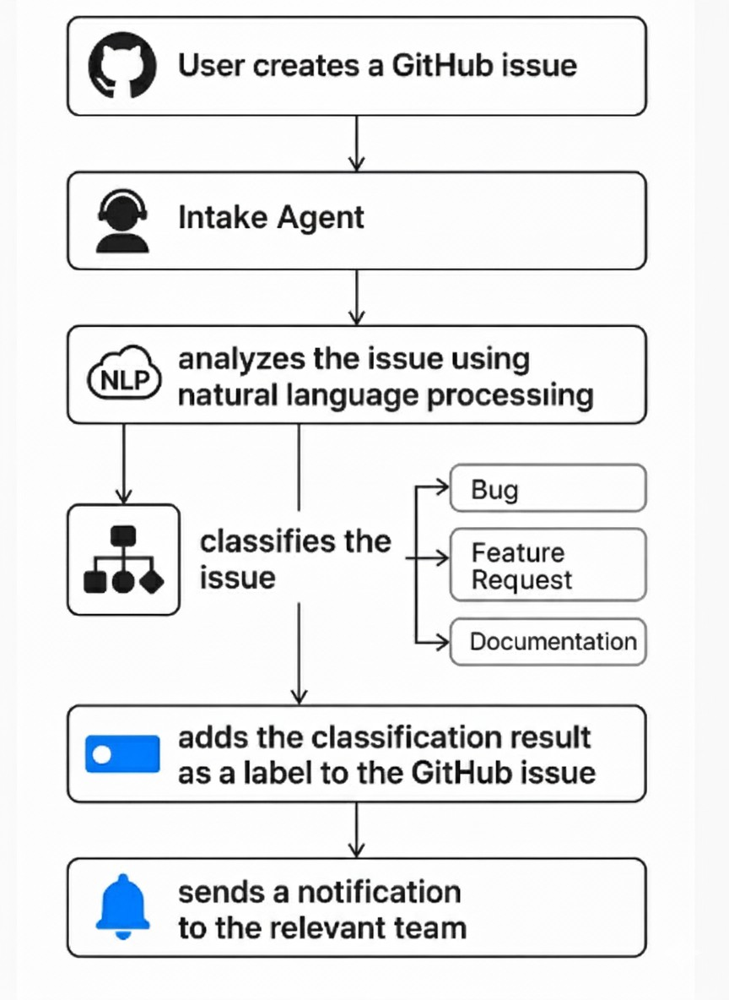 User creates a GitHub issue
Intake Agent
NLP
analyzes the issue using
natural language processıing
classifies the
issue
Bug
Feature
Request
Documentation
adds the classification result
as a label to the GitHub issue
sends a notification
to the relevant team